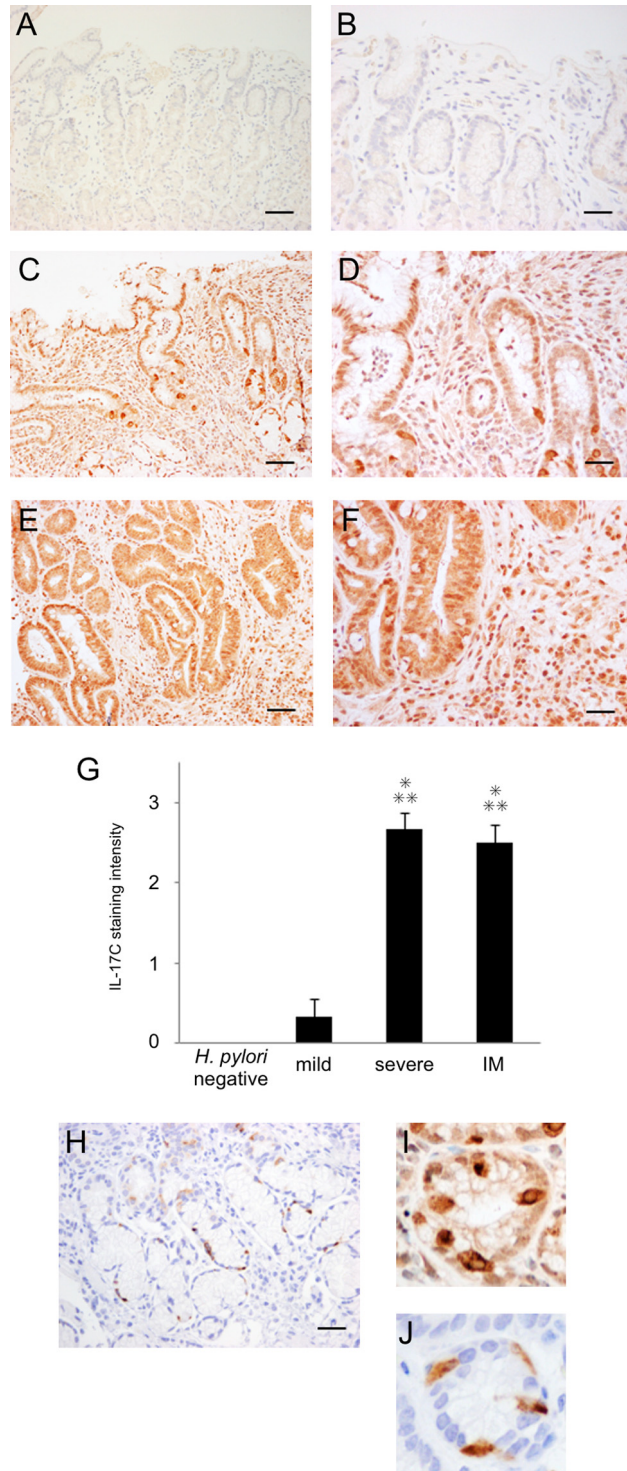 A
B
C
D
E
F
G
IL-17C staining intensity
3
2
1
0
*
**
*
**
H. pylori
negative
mild
severe
IM
H
I
J